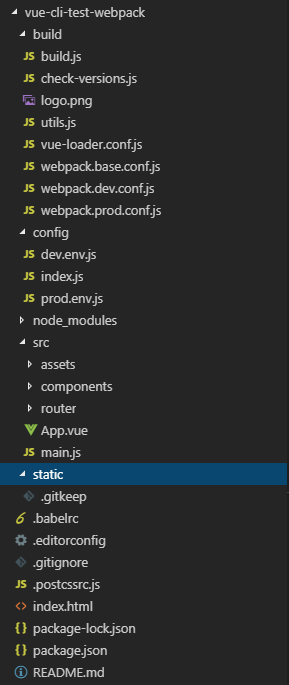 vue-cli-test-webpack
build
JS build.js
JS check-versions.js
logo.png
JS utils.js
JS vue-loader.conf.js
JS webpack.base.conf.js
JS webpack.dev.conf.js
JS webpack.prod.conf.js
config
JS dev.env.js
JS index.js
JS prod.env.js
node_modules
src
assets
components
router
App.vue
JS main.js
static
.gitkeep
.babelrc
.editorconfig
.gitignore
JS .postcssrc.js
<> index.html
{} package-lock.json
{} package.json
README.md